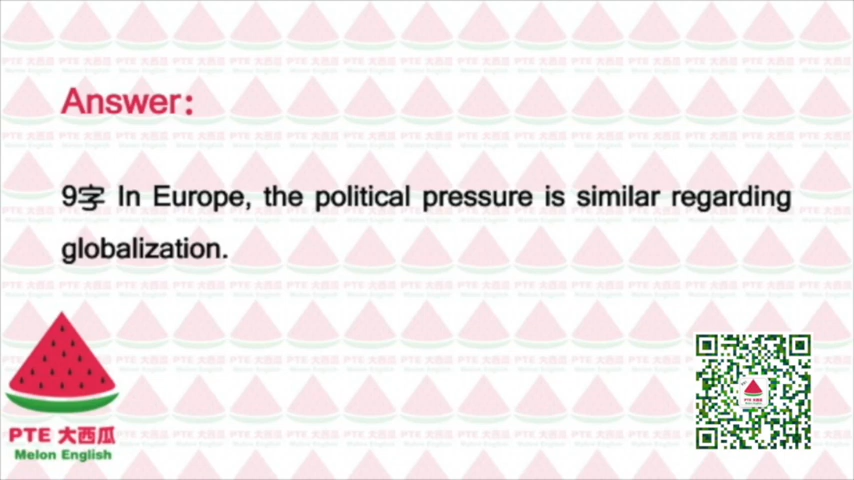 Answer:
9字 In Europe, the political pressure is similar regarding
globalization.
PTE 大西瓜
Melon English